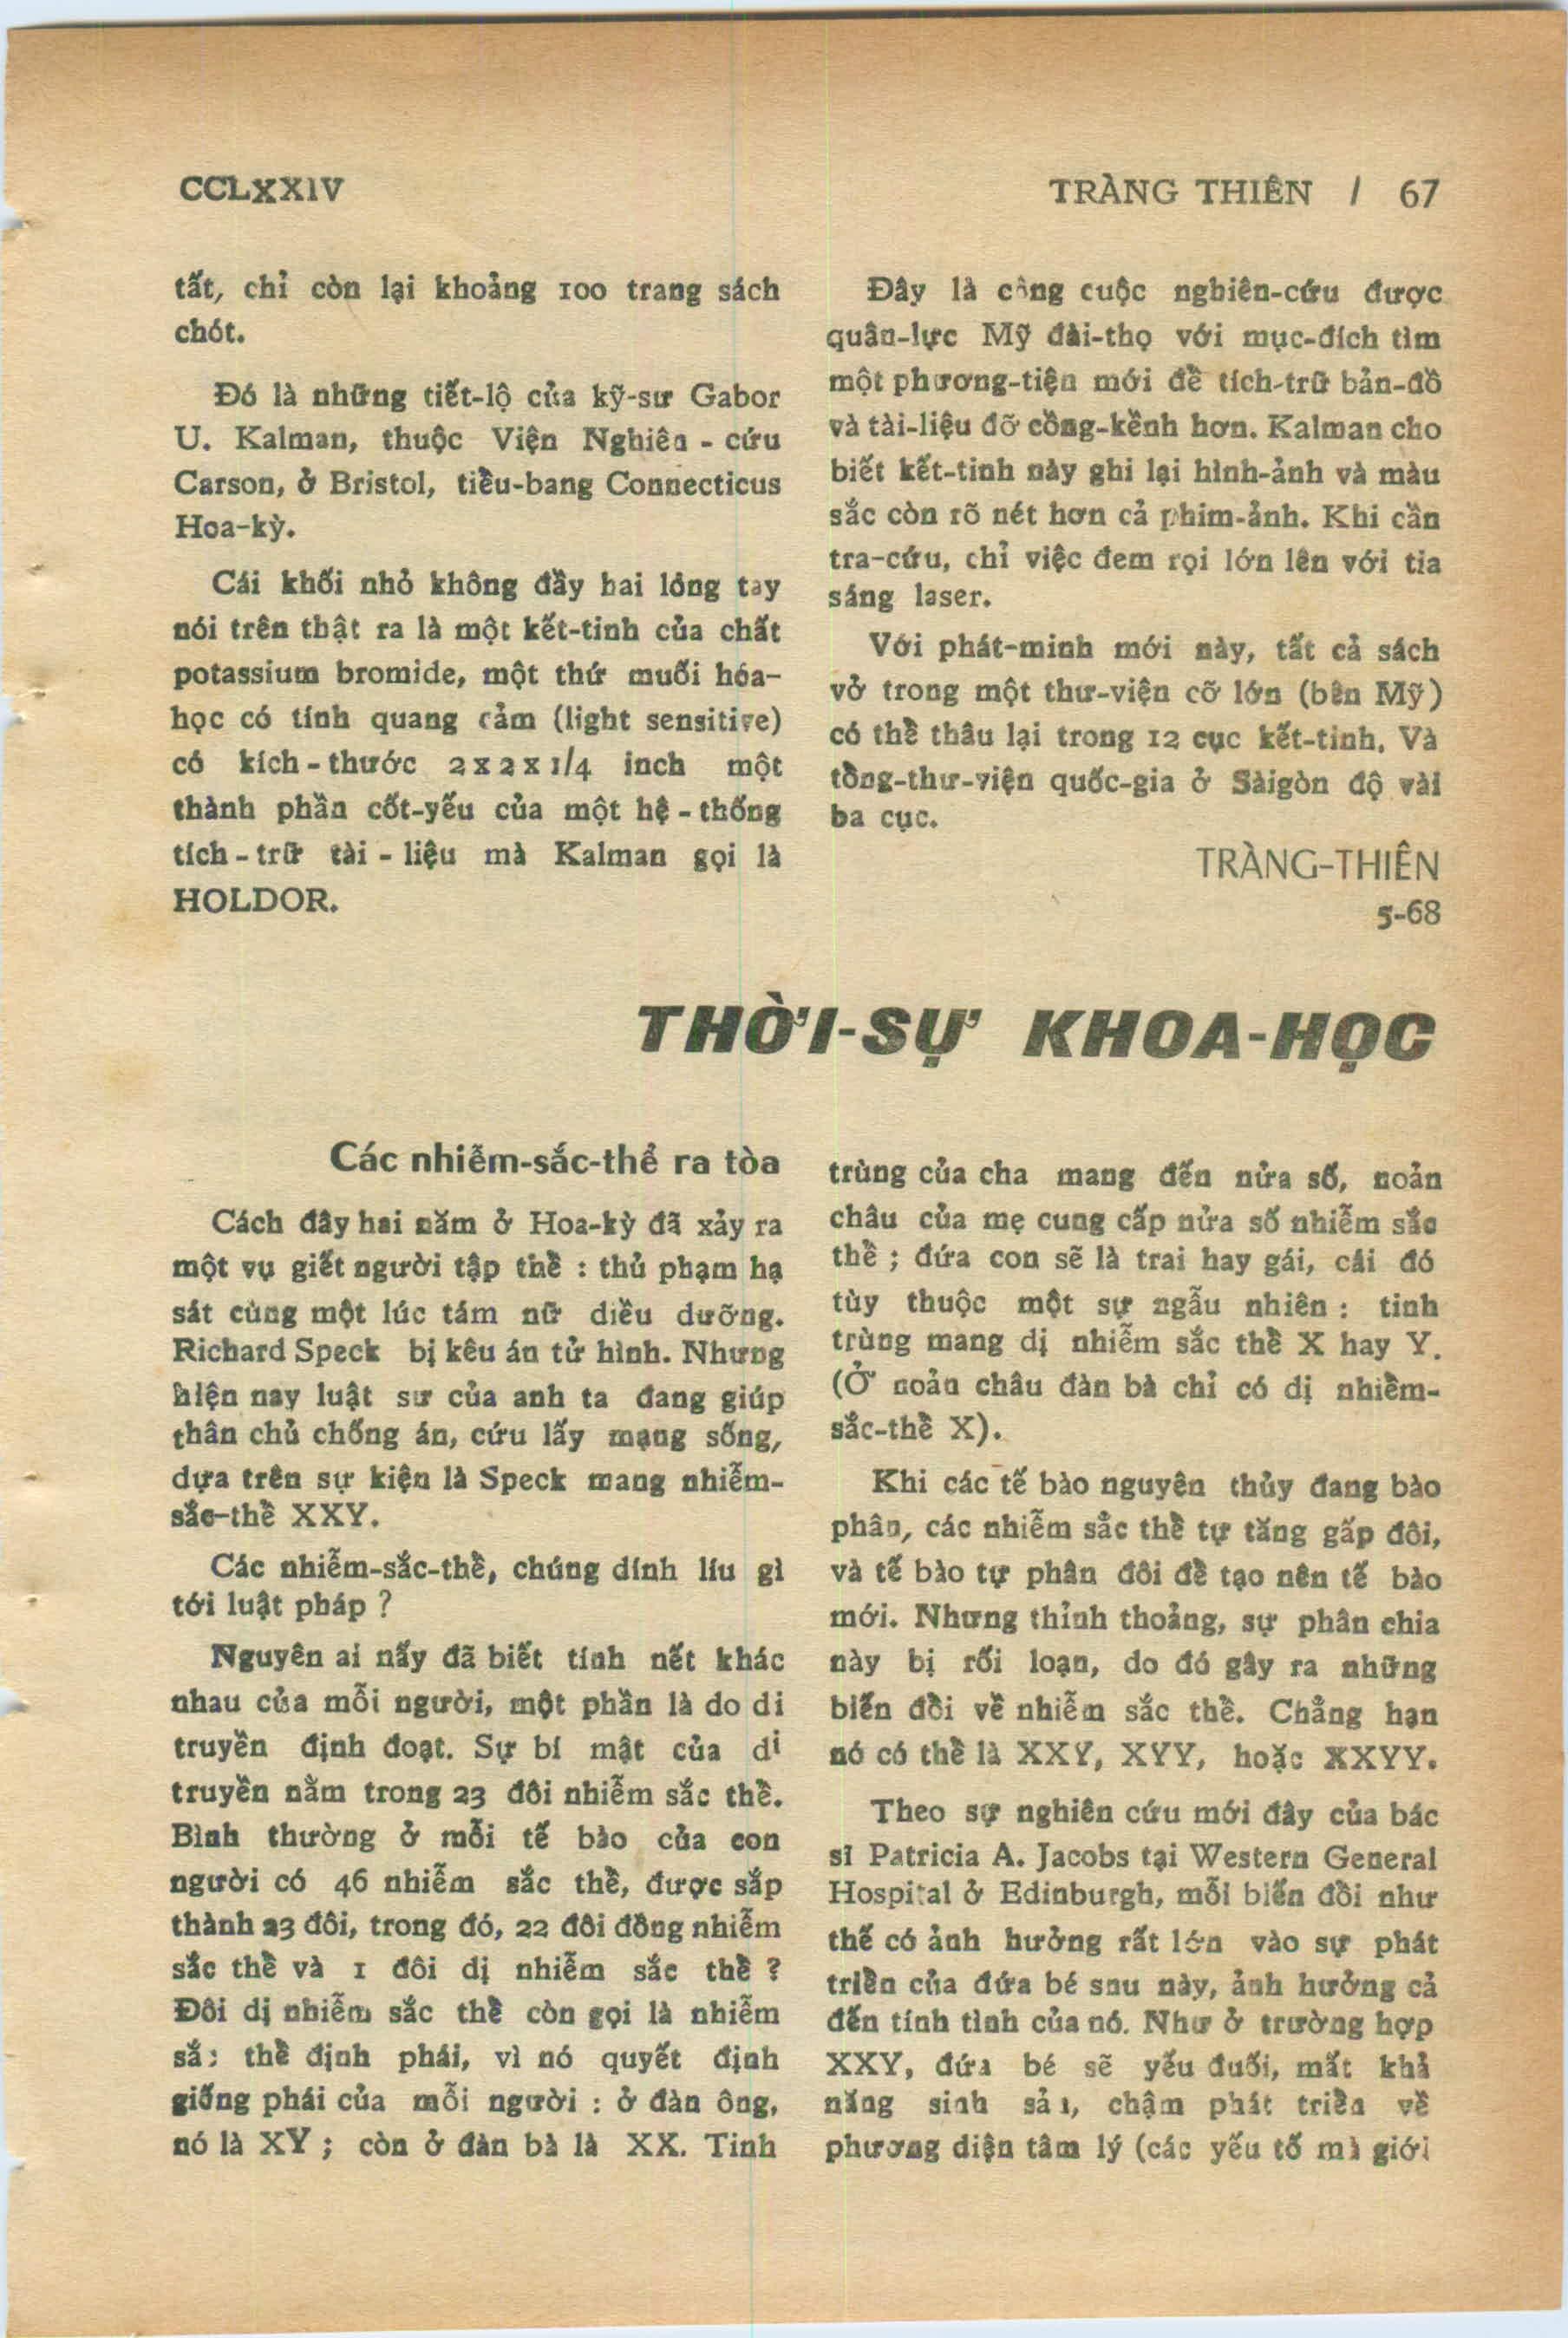 CCLXXIV
TRÀNG THIÊN / 67
tất, chỉ còn lại khoảng 100 trang sách
chót.
Đó là những tiết-lộ của kỹ-sư Gabor
U. Kalman, thuộc Viện Nghiên - cứu
Carson, ở Bristol, tiểu-bang Connecticus
Hoa-kỳ.
Cái khối nhỏ không đầy hai lóng tay
nói trên thật ra là một kết-tinh của chất
potassium bromide, một thứ muối hóa-
học có tính quang cảm (light sensitive)
có kích - thước 2 x 2 x 1/4 inch một
thành phần cốt-yếu của một hệ - thống
tích - trữ tài - liệu mà Kalman gọi là
HOLDOR.
Đây là công cuộc nghiên-cứu được
quân-lực Mỹ đài-thọ với mục-đích tìm
một phương-tiện mới để tích-trữ bản-đồ
và tài-liệu đỡ cồng-kềnh hơn. Kalman cho
biết kết-tinh này ghi lại hình-ảnh và màu
sắc còn rõ nét hơn cả phim-ảnh. Khi cần
tra-cứu, chỉ việc đem rọi lớn lên với tia
sáng laser.
Với phát-minh mới này, tất cả sách
vở trong một thư-viện cỡ lớn (bên Mỹ)
có thể thâu lại trong 12 cục kết-tinh. Và
tổng-thư-viện quốc-gia ở Sàigòn độ vài
ba cục.
TRÀNG-THIÊN
5-68
THỜI-SỰ KHOA-HỌC
Các nhiễm-sắc-thể ra tòa
Cách đây hai năm ở Hoa-kỳ đã xảy ra
một vụ giết người tập thể : thủ phạm hạ
sát cùng một lúc tám nữ điều dưỡng.
Richard Speck bị kêu án tử hình. Nhưng
hiện nay luật sư của anh ta đang giúp
thân chủ chống án, cứu lấy mạng sống,
dựa trên sự kiện là Speck mang nhiễm-
sắc-thể XXY.
Các nhiễm-sắc-thể, chúng dính líu gì
tới luật pháp ?
Nguyên ai nấy đã biết tính nết khác
nhau của mỗi người, một phần là do di
truyền định đoạt. Sự bí mật của di
truyền nằm trong 23 đôi nhiễm sắc thể.
Bình thường ở mỗi tế bào của con
người có 46 nhiễm sắc thể, được sắp
thành 23 đôi, trong đó, 22 đôi đồng nhiễm
sắc thể và 1 đôi dị nhiễm sắc thể ?
Đôi dị nhiễm sắc thể còn gọi là nhiễm
sắc thể định phái, vì nó quyết định
giống phái của mỗi người : ở đàn ông,
nó là XY ; còn ở đàn bà là XX. Tinh
trùng của cha mang đến nửa số, noản
châu của mẹ cung cấp nửa số nhiễm sắc
thể ; đứa con sẽ là trai hay gái, cái đó
tùy thuộc một sự ngẫu nhiên : tinh
trùng mang dị nhiễm sắc thể X hay Y.
(Ở noản châu đàn bà chỉ có dị nhiễm-
sắc-thể X).
Khi các tế bào nguyên thủy đang bào
phân, các nhiễm sắc thể tự tăng gấp đôi,
và tế bào tự phân đôi để tạo nên tế bào
mới. Nhưng thỉnh thoảng, sự phân chia
này bị rối loạn, do đó gây ra những
biến đổi về nhiễm sắc thể. Chẳng hạn
nó có thể là XXY, XYY, hoặc XXYY.
Theo sự nghiên cứu mới đây của bác
sĩ Patricia A. Jacobs tại Western General
Hospital ở Edinburgh, mỗi biến đổi như
thế có ảnh hưởng rất lớn vào sự phát
triển của đứa bé sau này, ảnh hưởng cả
đến tính tình của nó. Như ở trường hợp
XXY, đứa bé sẽ yếu đuối, mất khả
năng sinh sản, chậm phát triển về
phương diện tâm lý (các yếu tố mà giới